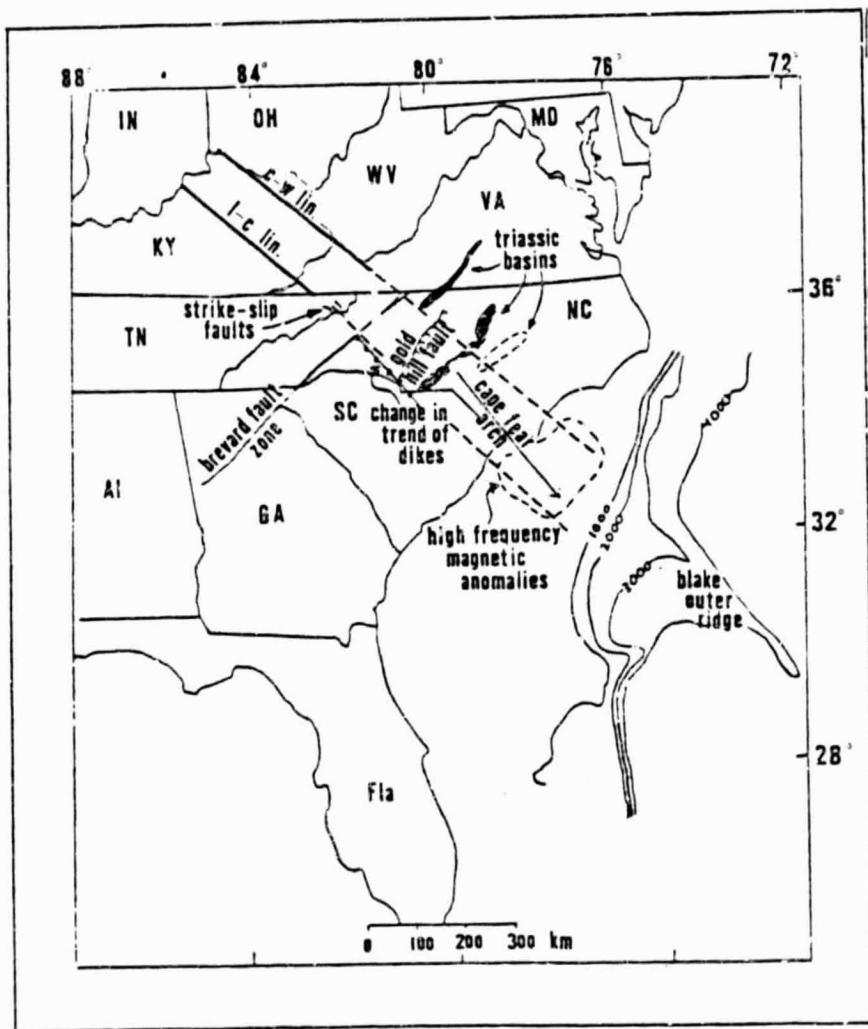 88° 84° 80° 76° 72°
IN
OH
MD
WV
c-w lin.
VA
l-c lin.
KY
triassic
basins
36°
strike-slip
faults
NC
TN
gold
hill fault
cape fear
arch
4000
SC
change in
trend of
dikes
brevard fault
zone
Al
GA
32°
1000
2000
high frequency
magnetic
anomalies
blake
outer
ridge
28°
Fla
0 100 200 300 km